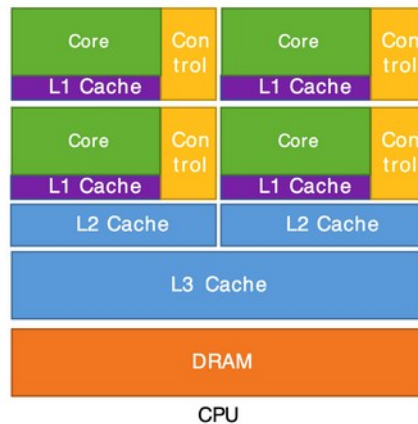 Core
Con
trol
L1 Cache
Core
Con
trol
L1 Cache
Core
Con
trol
L1 Cache
Core
Con
trol
L1 Cache
L2 Cache
L2 Cache
L3 Cache
DRAM
CPU